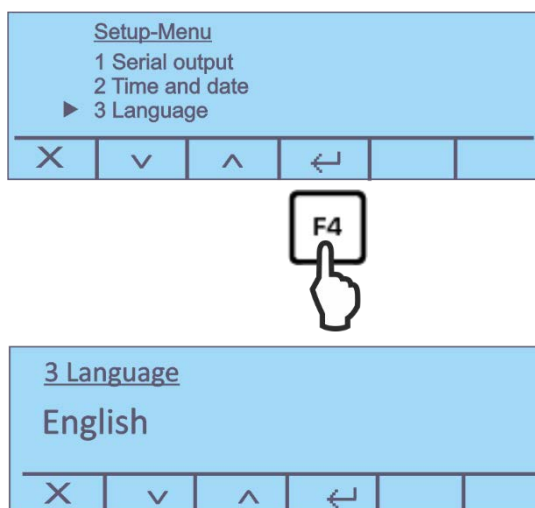 Setup-Menu
1 Serial output
2 Time and date
▶ 3 Language
F4
3 Language
English